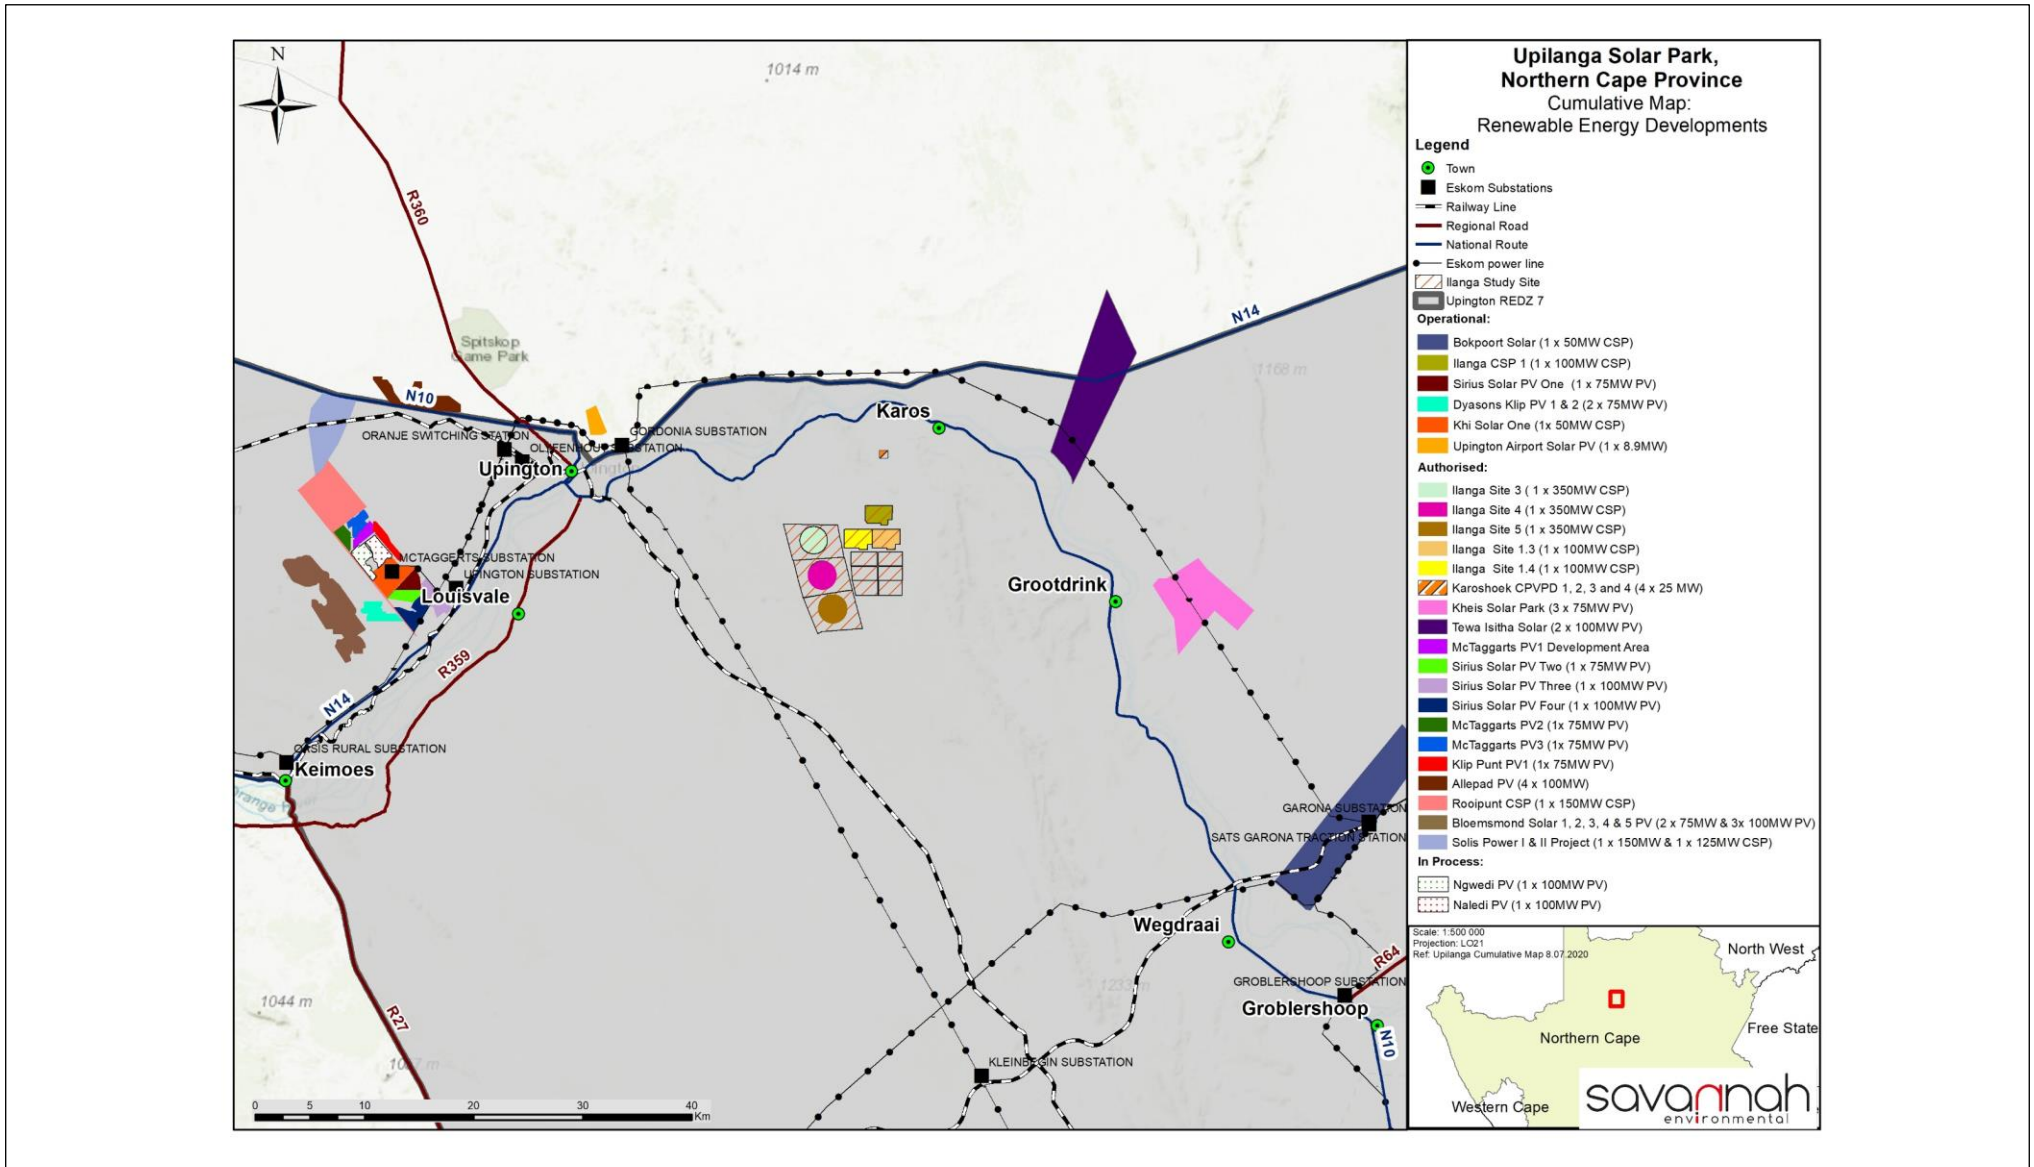 N
1014 m
R360
Spitskop
Game Park
N10
N14
1168 m
Karos
ORANJE SWITCHING STATION
GORDONIA SUBSTATION
OLYFENHOUT SUBSTATION
Upington
MCTAGGERTS SUBSTATION
UPINGTON SUBSTATION
Louisvale
Grootdrink
R359
N14
OASIS RURAL SUBSTATION
Keimoes
GARONA SUBSTATION
SATS GARONA TRACTION STATION
Wegdraai
R64
GROBLERSHOOP SUBSTATION
Groblershoop
1044 m
R27
N10
KLEINBEGIN SUBSTATION
0 5 10 20 30 40
Km
Upilanga Solar Park,
Northern Cape Province
Cumulative Map:
Renewable Energy Developments
Legend
Town
Eskom Substations
Railway Line
Regional Road
National Route
Eskom power line
Ilanga Study Site
Upington REDZ 7
Operational:
Bokpoort Solar (1 x 50MW CSP)
Ilanga CSP 1 (1 x 100MW CSP)
Sirius Solar PV One (1 x 75MW PV)
Dyasons Klip PV 1 & 2 (2 x 75MW PV)
Khi Solar One (1x 50MW CSP)
Upington Airport Solar PV (1 x 8.9MW)
Authorised:
Ilanga Site 3 ( 1 x 350MW CSP)
Ilanga Site 4 (1 x 350MW CSP)
Ilanga Site 5 (1 x 350MW CSP)
Ilanga Site 1.3 (1 x 100MW CSP)
Ilanga Site 1.4 (1 x 100MW CSP)
Karoshoek CPVPD 1, 2, 3 and 4 (4 x 25 MW)
Kheis Solar Park (3 x 75MW PV)
Tewa Isitha Solar (2 x 100MW PV)
McTaggarts PV1 Development Area
Sirius Solar PV Two (1 x 75MW PV)
Sirius Solar PV Three (1 x 100MW PV)
Sirius Solar PV Four (1 x 100MW PV)
McTaggarts PV2 (1x 75MW PV)
McTaggarts PV3 (1x 75MW PV)
Klip Punt PV1 (1x 75MW PV)
Allepad PV (4 x 100MW)
Rooipunt CSP (1 x 150MW CSP)
Bloemsmond Solar 1, 2, 3, 4 & 5 PV (2 x 75MW & 3x 100MW PV)
Solis Power I & II Project (1 x 150MW & 1 x 125MW CSP)
In Process:
Ngwedi PV (1 x 100MW PV)
Naledi PV (1 x 100MW PV)
Scale: 1:500 000
Projection: LO21
Ref: Upilanga Cumulative Map 8.07.2020
North West
Northern Cape
Free State
Western Cape
savannah
environmental